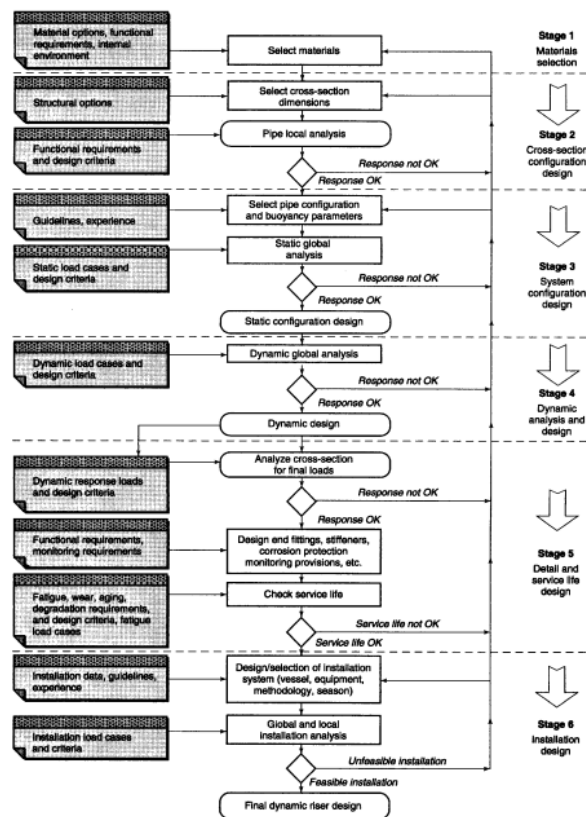 Material options, functional
requirements, internal
environment
Select materials
Stage 1
Materials
selection
Structural options
Select cross-section
dimensions
Functional requirements
and design criteria
Pipe local analysis
Stage 2
Cross-section
configuration
design
Response not OK
Response OK
Guidelines, experience
Select pipe configuration
and buoyancy parameters
Static load cases and
design criteria
Static global
analysis
Stage 3
System
configuration
design
Response not OK
Response OK
Static configuration design
Dynamic load cases and
design criteria
Dynamic global analysis
Response not OK
Response OK
Stage 4
Dynamic
analysis and
design
Dynamic design
Dynamic response loads
and design criteria
Analyze cross-section
for final loads
Response not OK
Response OK
Functional requirements,
monitoring requirements
Design end fittings, stiffeners,
corrosion protection
monitoring provisions, etc.
Stage 5
Detail and
service life
design
Fatigue, wear, aging,
degradation requirements,
and design criteria, fatigue
load cases
Check service life
Service life not OK
Service life OK
Installation data, guidelines,
experience
Design/selection of installation
system (vessel, equipment,
methodology, season)
Installation load cases
and criteria
Global and local
installation analysis
Stage 6
Installation
design
Unfeasible installation
Feasible installation
Final dynamic riser design